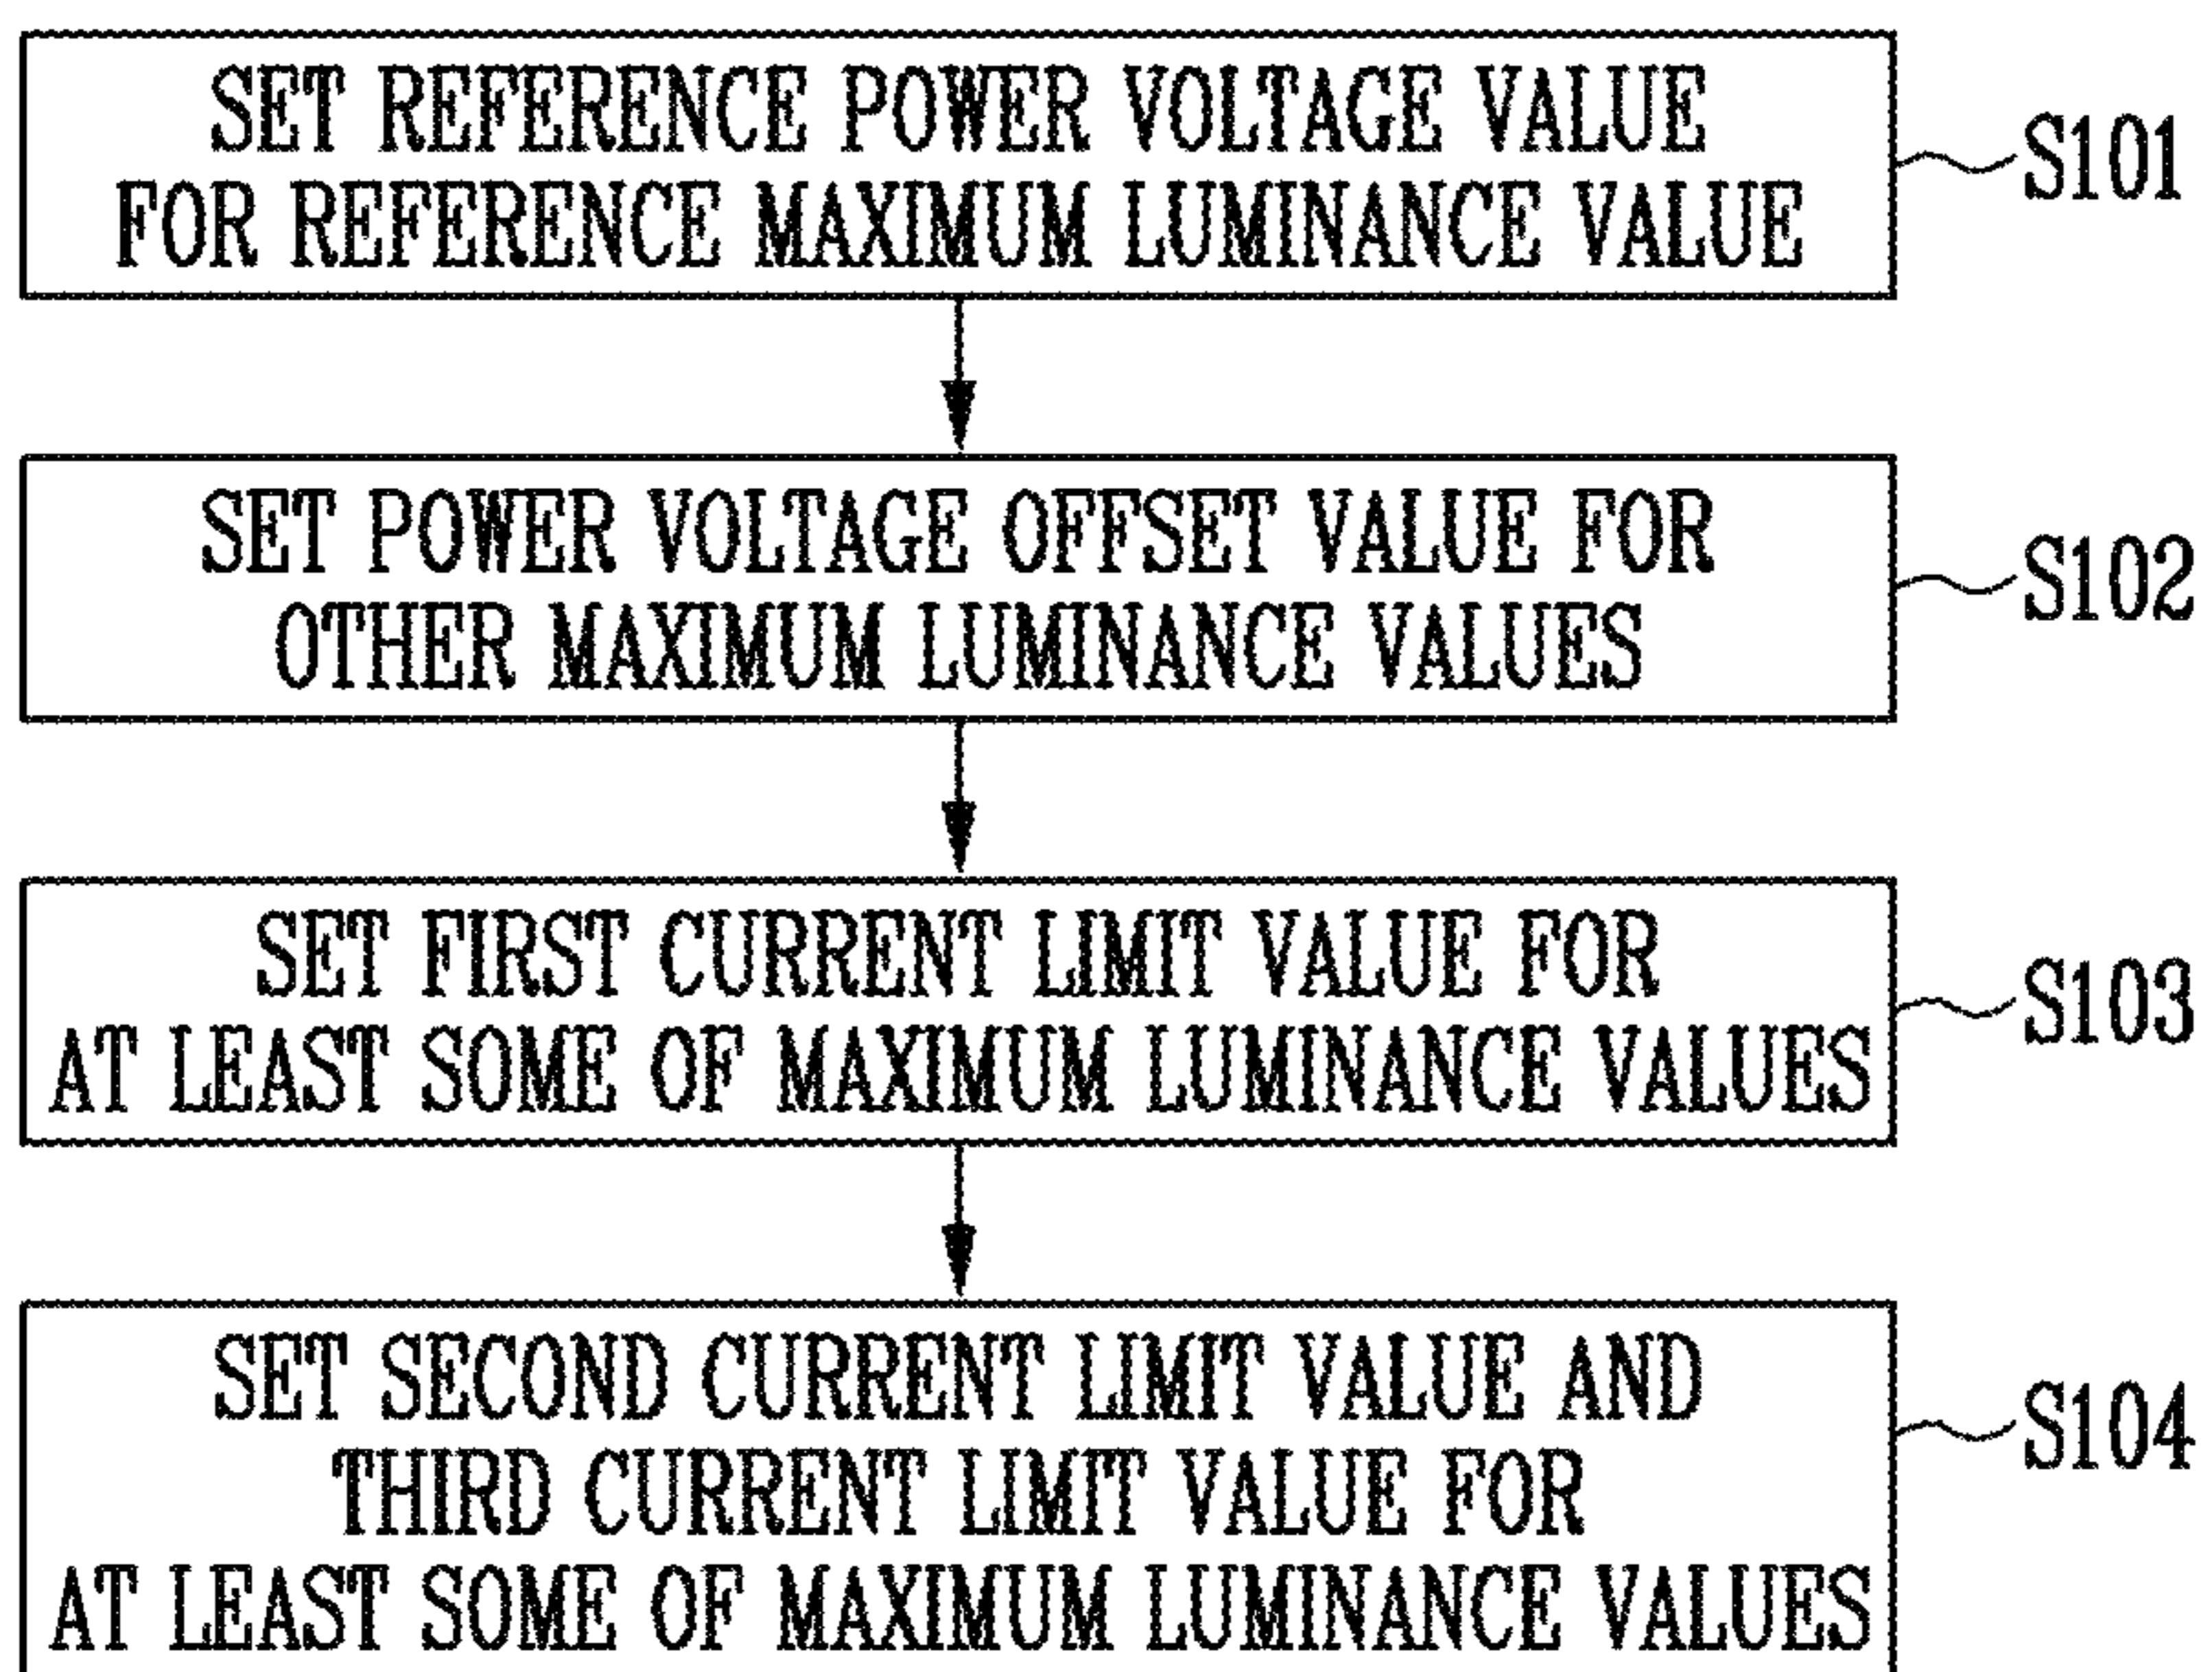 SET REFERENCE POWER VOLTAGE VALUE
FOR REFERENCE MAXIMUM LUMINANCE VALUE
S101
SET POWER VOLTAGE OFFSET VALUE FOR
OTHER MAXIMUM LUMINANCE VALUES
S102
SET FIRST CURRENT LIMIT VALUE FOR
AT LEAST SOME OF MAXIMUM LUMINANCE VALUES
S103
SET SECOND CURRENT LIMIT VALUE AND
THIRD CURRENT LIMIT VALUE FOR
AT LEAST SOME OF MAXIMUM LUMINANCE VALUES
S104